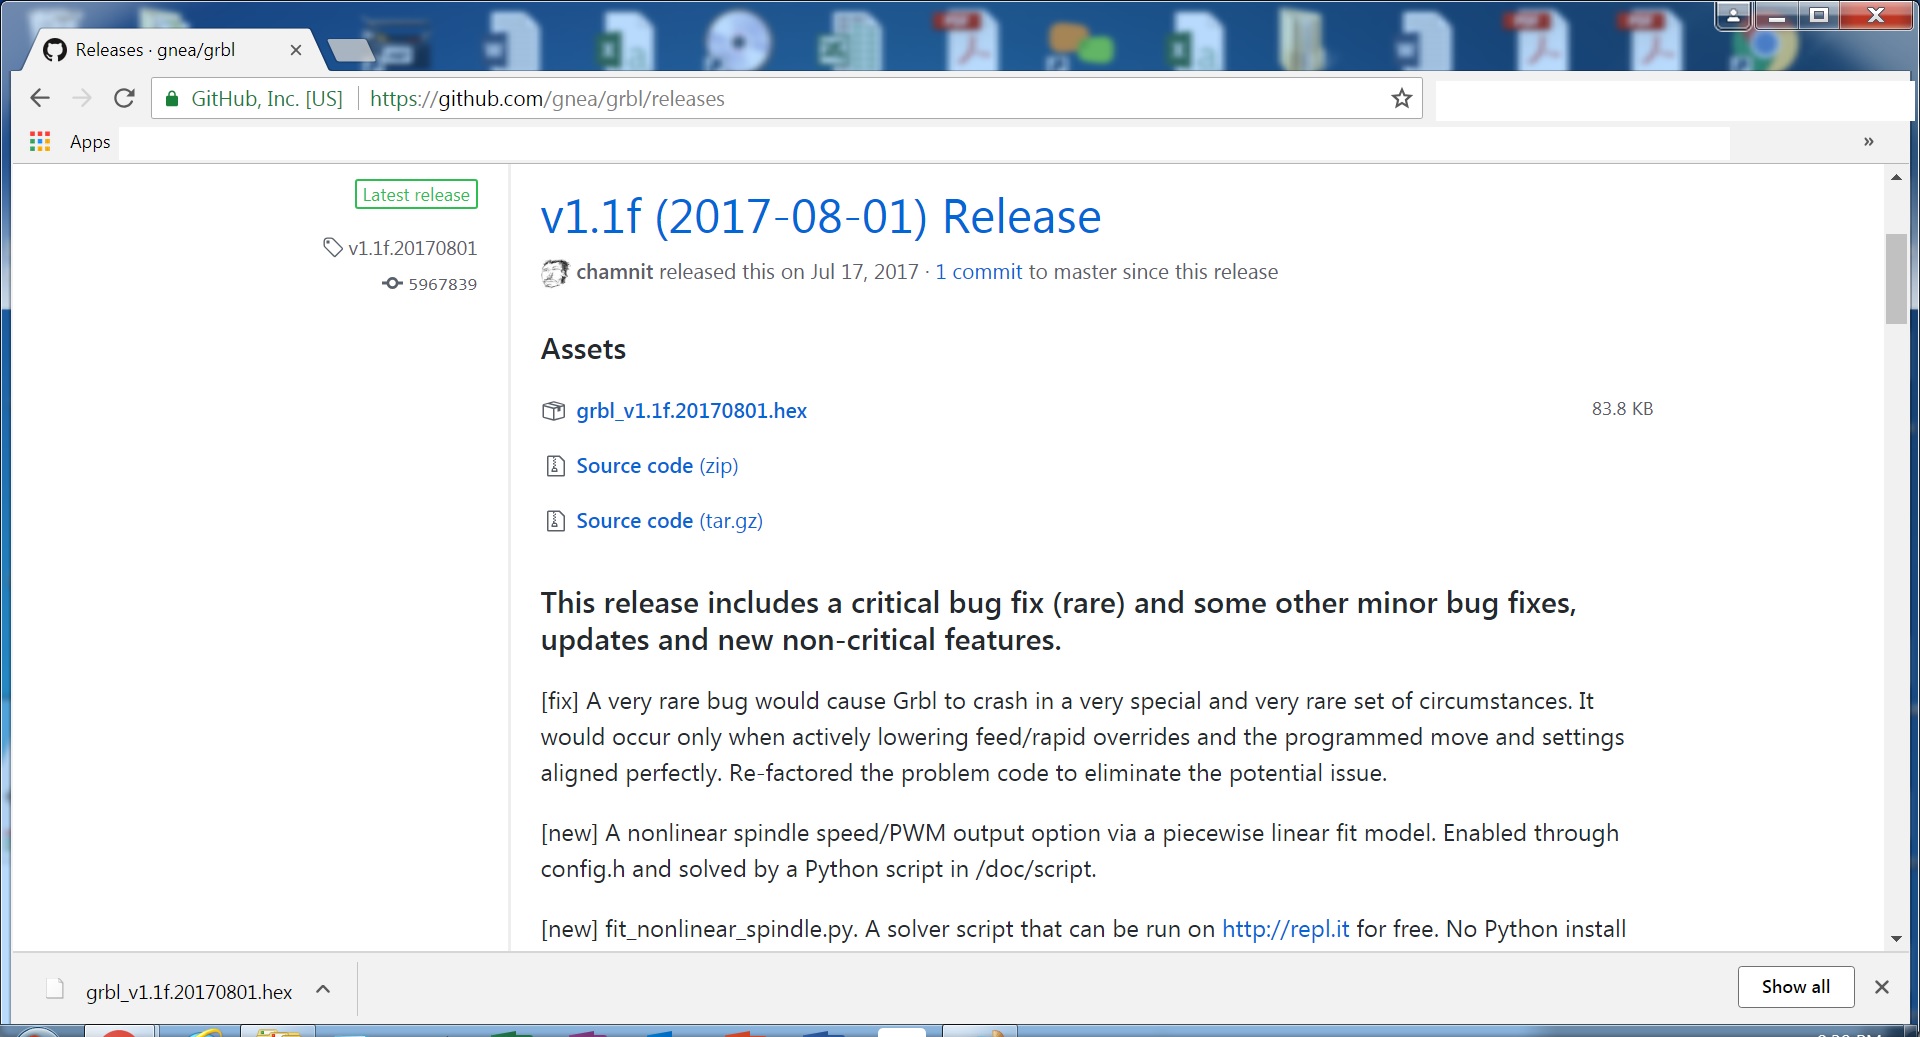 Releases · gnea/grbl
GitHub, Inc. [US]
https://github.com/gnea/grbl/releases
Apps
»
Latest release
v1.1f.20170801
5967839
v1.1f (2017-08-01) Release
chamnit released this on Jul 17, 2017 · 1 commit to master since this release
Assets
grbl_v1.1f.20170801.hex
83.8 KB
Source code (zip)
Source code (tar.gz)
This release includes a critical bug fix (rare) and some other minor bug fixes,
updates and new non-critical features.
[fix] A very rare bug would cause Grbl to crash in a very special and very rare set of circumstances. It
would occur only when actively lowering feed/rapid overrides and the programmed move and settings
aligned perfectly. Re-factored the problem code to eliminate the potential issue.
[new] A nonlinear spindle speed/PWM output option via a piecewise linear fit model. Enabled through
config.h and solved by a Python script in /doc/script.
[new] fit_nonlinear_spindle.py. A solver script that can be run on http://repl.it for free. No Python install
grbl_v1.1f.20170801.hex
Show all